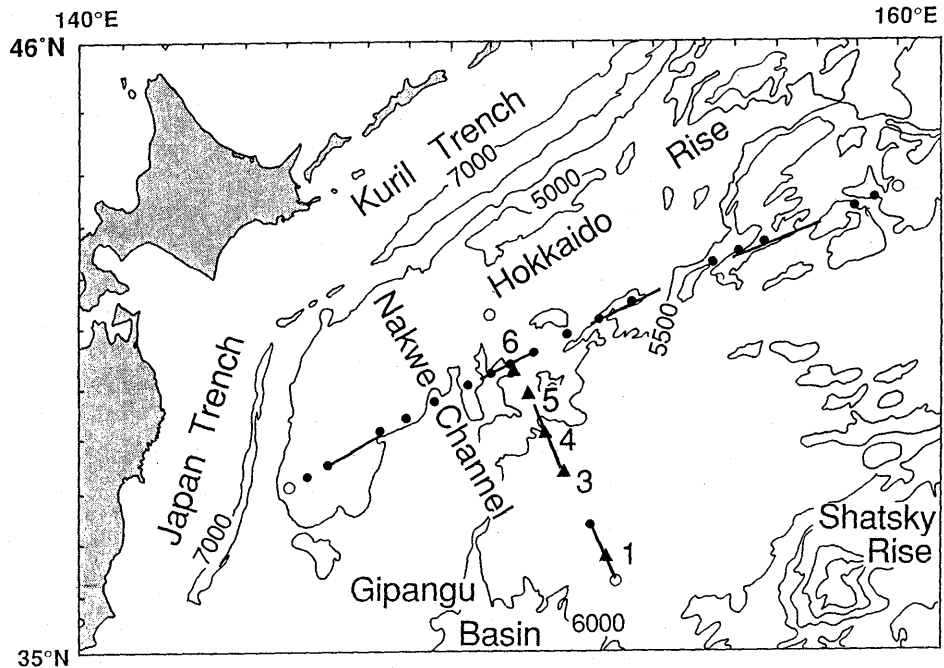 140°E
160°E
46°N
Kuril Trench
7000
5000
Rise
Hokkaido
Nakwe Channel
5500
6
5
4
3
1
Japan Trench
7000
Shatsky
Rise
Gipangu
Basin
6000
35°N